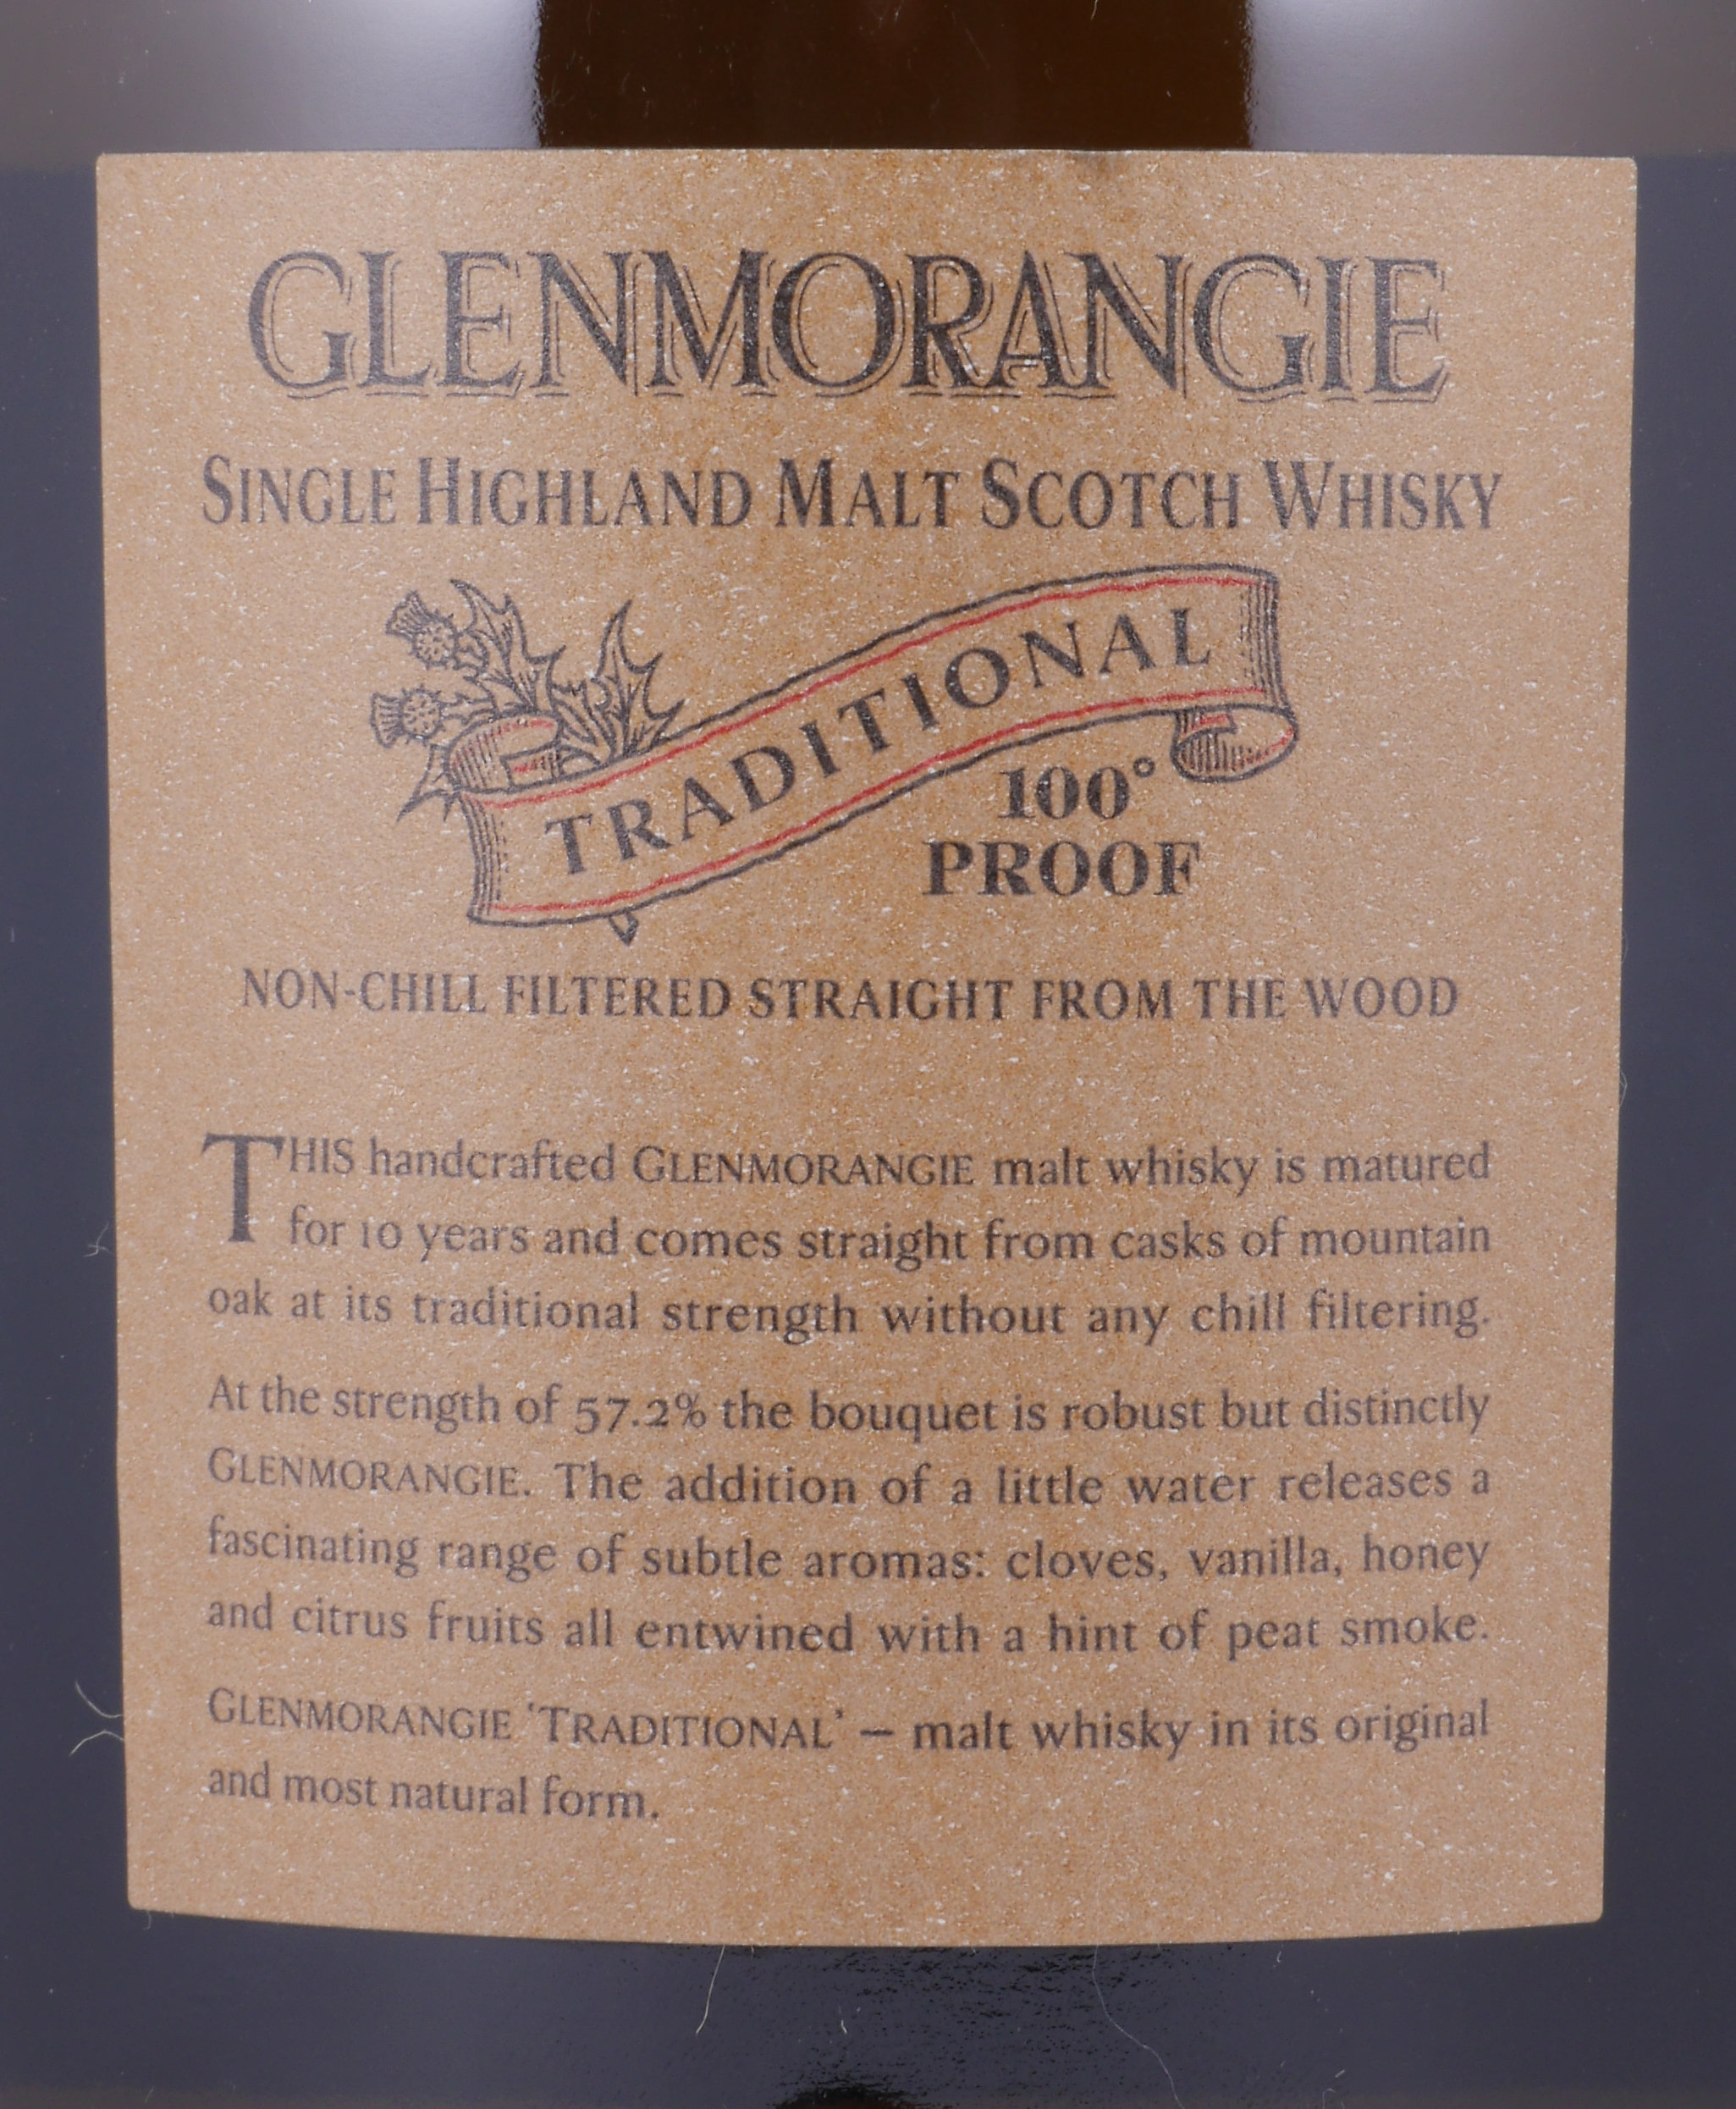 GLENMORANGIE
SINGLE HIGHLAND MALT SCOTCH WHISKY
TRADITIONAL
100°
PROOF
NON-CHILL FILTERED STRAIGHT FROM THE WOOD
THIS handcrafted GLENMORANGIE malt whisky is matured
for 10 years and comes straight from casks of mountain
oak at its traditional strength without any chill filtering.
At the strength of 57.2% the bouquet is robust but distinctly
GLENMORANGIE. The addition of a little water releases a
fascinating range of subtle aromas: cloves, vanilla, honey
and citrus fruits all entwined with a hint of peat smoke.
GLENMORANGIE ‘TRADITIONAL’ – malt whisky in its original
and most natural form.